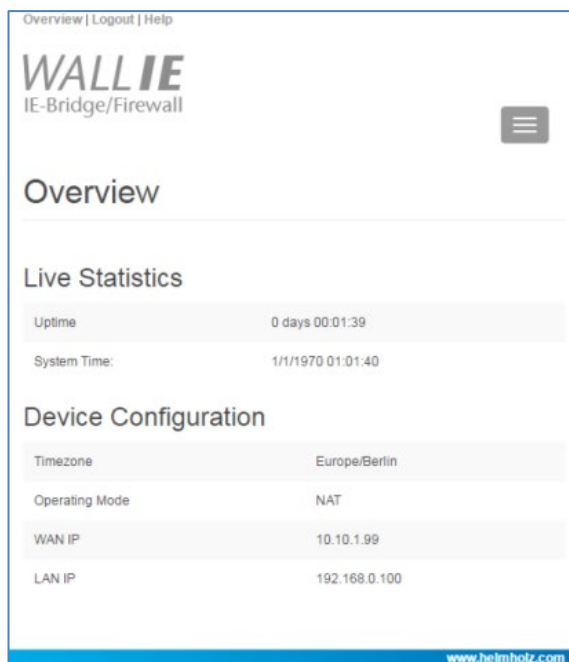 Overview | Logout | Help
WALLIE
IE-Bridge/Firewall
Overview
Live Statistics
Uptime 0 days 00:01:39
System Time: 1/1/1970 01:01:40
Device Configuration
Timezone Europe/Berlin
Operating Mode NAT
WAN IP 10.10.1.99
LAN IP 192.168.0.100
www.helmholz.com